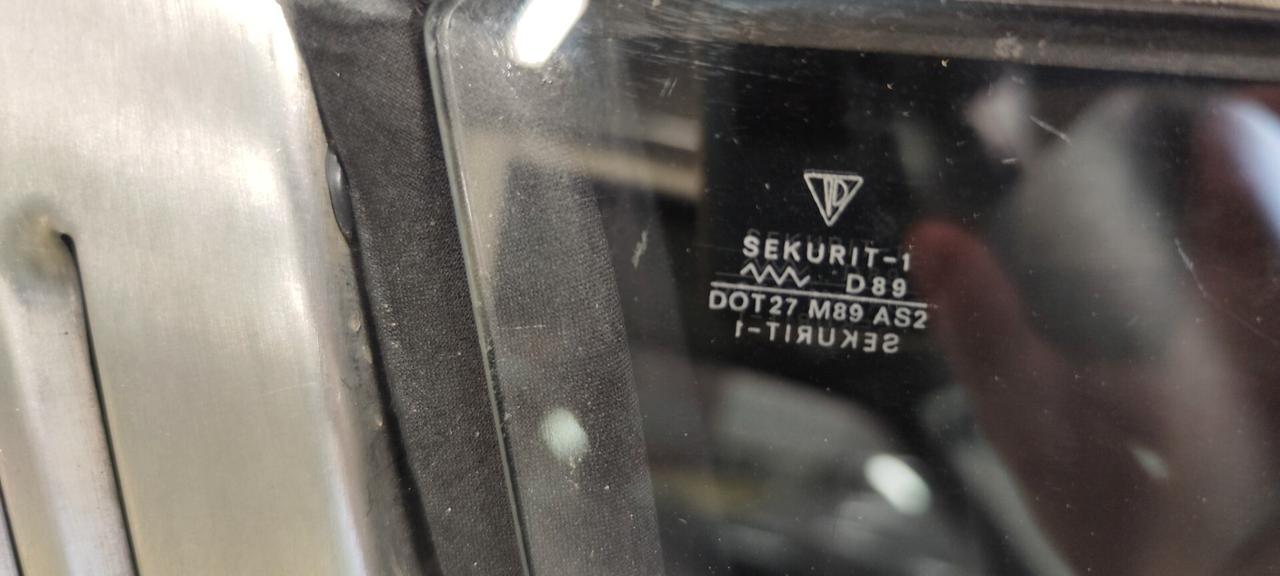 SEKURIT-1
D89
DOT27 M89 AS2
SEKURIT-1